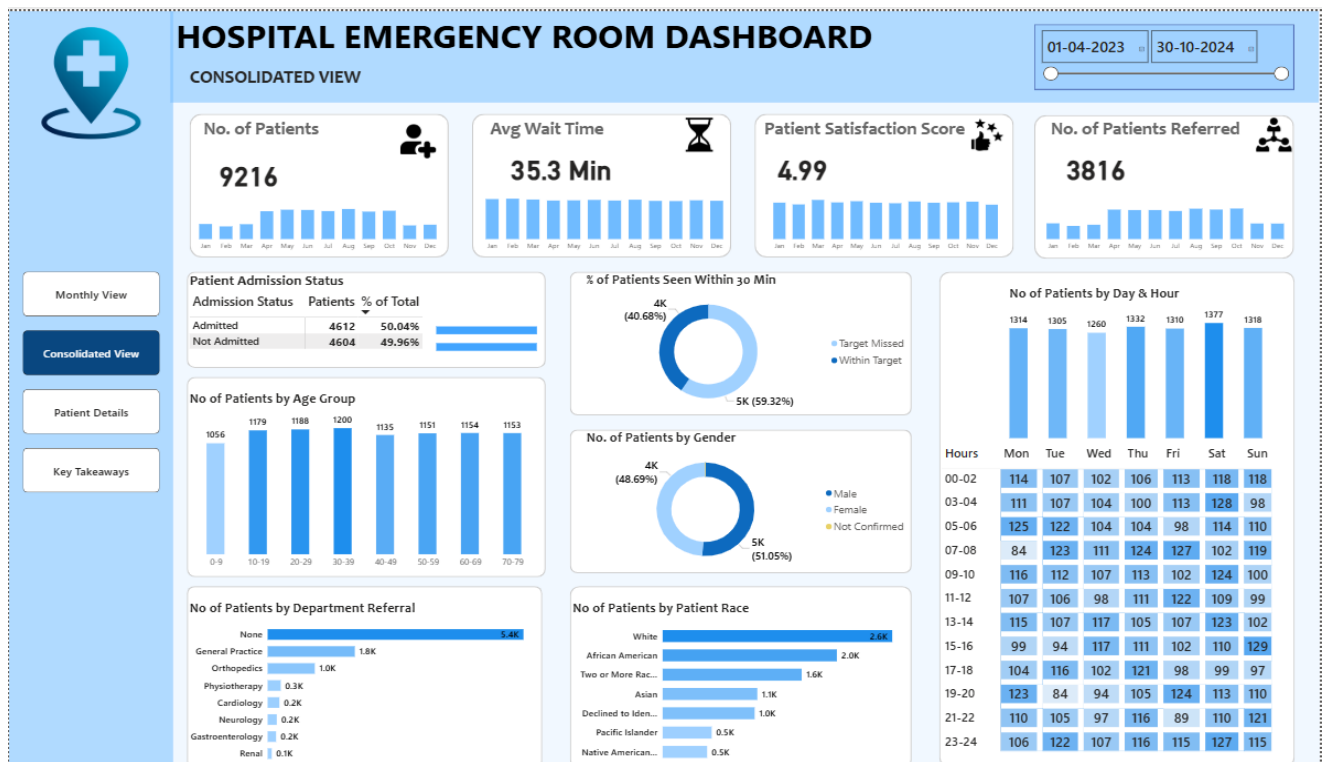 HOSPITAL EMERGENCY ROOM DASHBOARD
CONSOLIDATED VIEW
01-04-2023 30-10-2024
No. of Patients
9216
Jan Feb Mar Apr May Jun Jul Aug Sep Oct Nov Dec
Avg Wait Time
35.3 Min
Jan Feb Mar Apr May Jun Jul Aug Sep Oct Nov Dec
Patient Satisfaction Score
4.99
Jan Feb Mar Apr May Jun Jul Aug Sep Oct Nov Dec
No. of Patients Referred
3816
Jan Feb Mar Apr May Jun Jul Aug Sep Oct Nov Dec
Monthly View
Consolidated View
Patient Details
Key Takeaways
Patient Admission Status
Admission Status Patients % of Total
Admitted 4612 50.04%
Not Admitted 4604 49.96%
No of Patients by Age Group
1056 1179 1188 1200 1135 1151 1154 1153
0-9 10-19 20-29 30-39 40-49 50-59 60-69 70-79
No of Patients by Department Referral
None 5.4K
General Practice 1.8K
Orthopedics 1.0K
Physiotherapy 0.3K
Cardiology 0.2K
Neurology 0.2K
Gastroenterology 0.2K
Renal 0.1K
% of Patients Seen Within 30 Min
4K
(40.68%)
Target Missed
Within Target
5K (59.32%)
No. of Patients by Gender
4K
(48.69%)
Male
Female
Not Confirmed
5K
(51.05%)
No of Patients by Patient Race
White 2.6K
African American 2.0K
Two or More Rac... 1.6K
Asian 1.1K
Declined to Iden... 1.0K
Pacific Islander 0.5K
Native American... 0.5K
No of Patients by Day & Hour
1314 1305 1260 1332 1310 1377 1318
Hours Mon Tue Wed Thu Fri Sat Sun
00-02 114 107 102 106 113 118 118
03-04 111 107 104 100 113 128 98
05-06 125 122 104 104 98 114 110
07-08 84 123 111 124 127 102 119
09-10 116 112 107 113 102 124 100
11-12 107 106 98 111 122 109 99
13-14 115 107 117 105 107 123 102
15-16 99 94 117 111 102 110 129
17-18 104 116 102 121 98 99 97
19-20 123 84 94 105 124 113 110
21-22 110 105 97 116 89 110 121
23-24 106 122 107 116 115 127 115